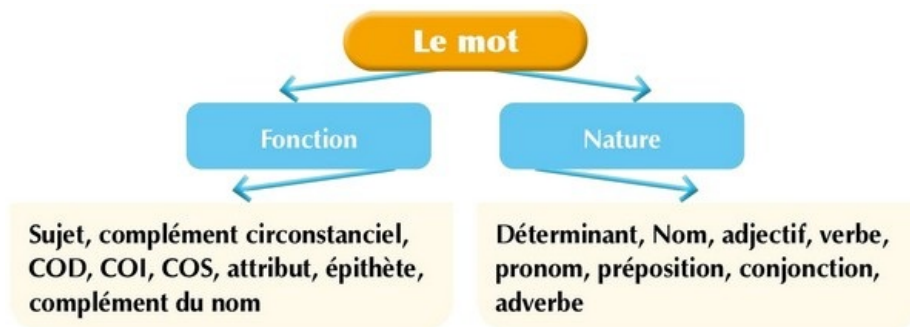 Le mot
Fonction
Nature
Sujet, complément circonstanciel,
COD, COI, COS, attribut, épithète,
complément du nom
Déterminant, Nom, adjectif, verbe,
pronom, préposition, conjonction,
adverbe